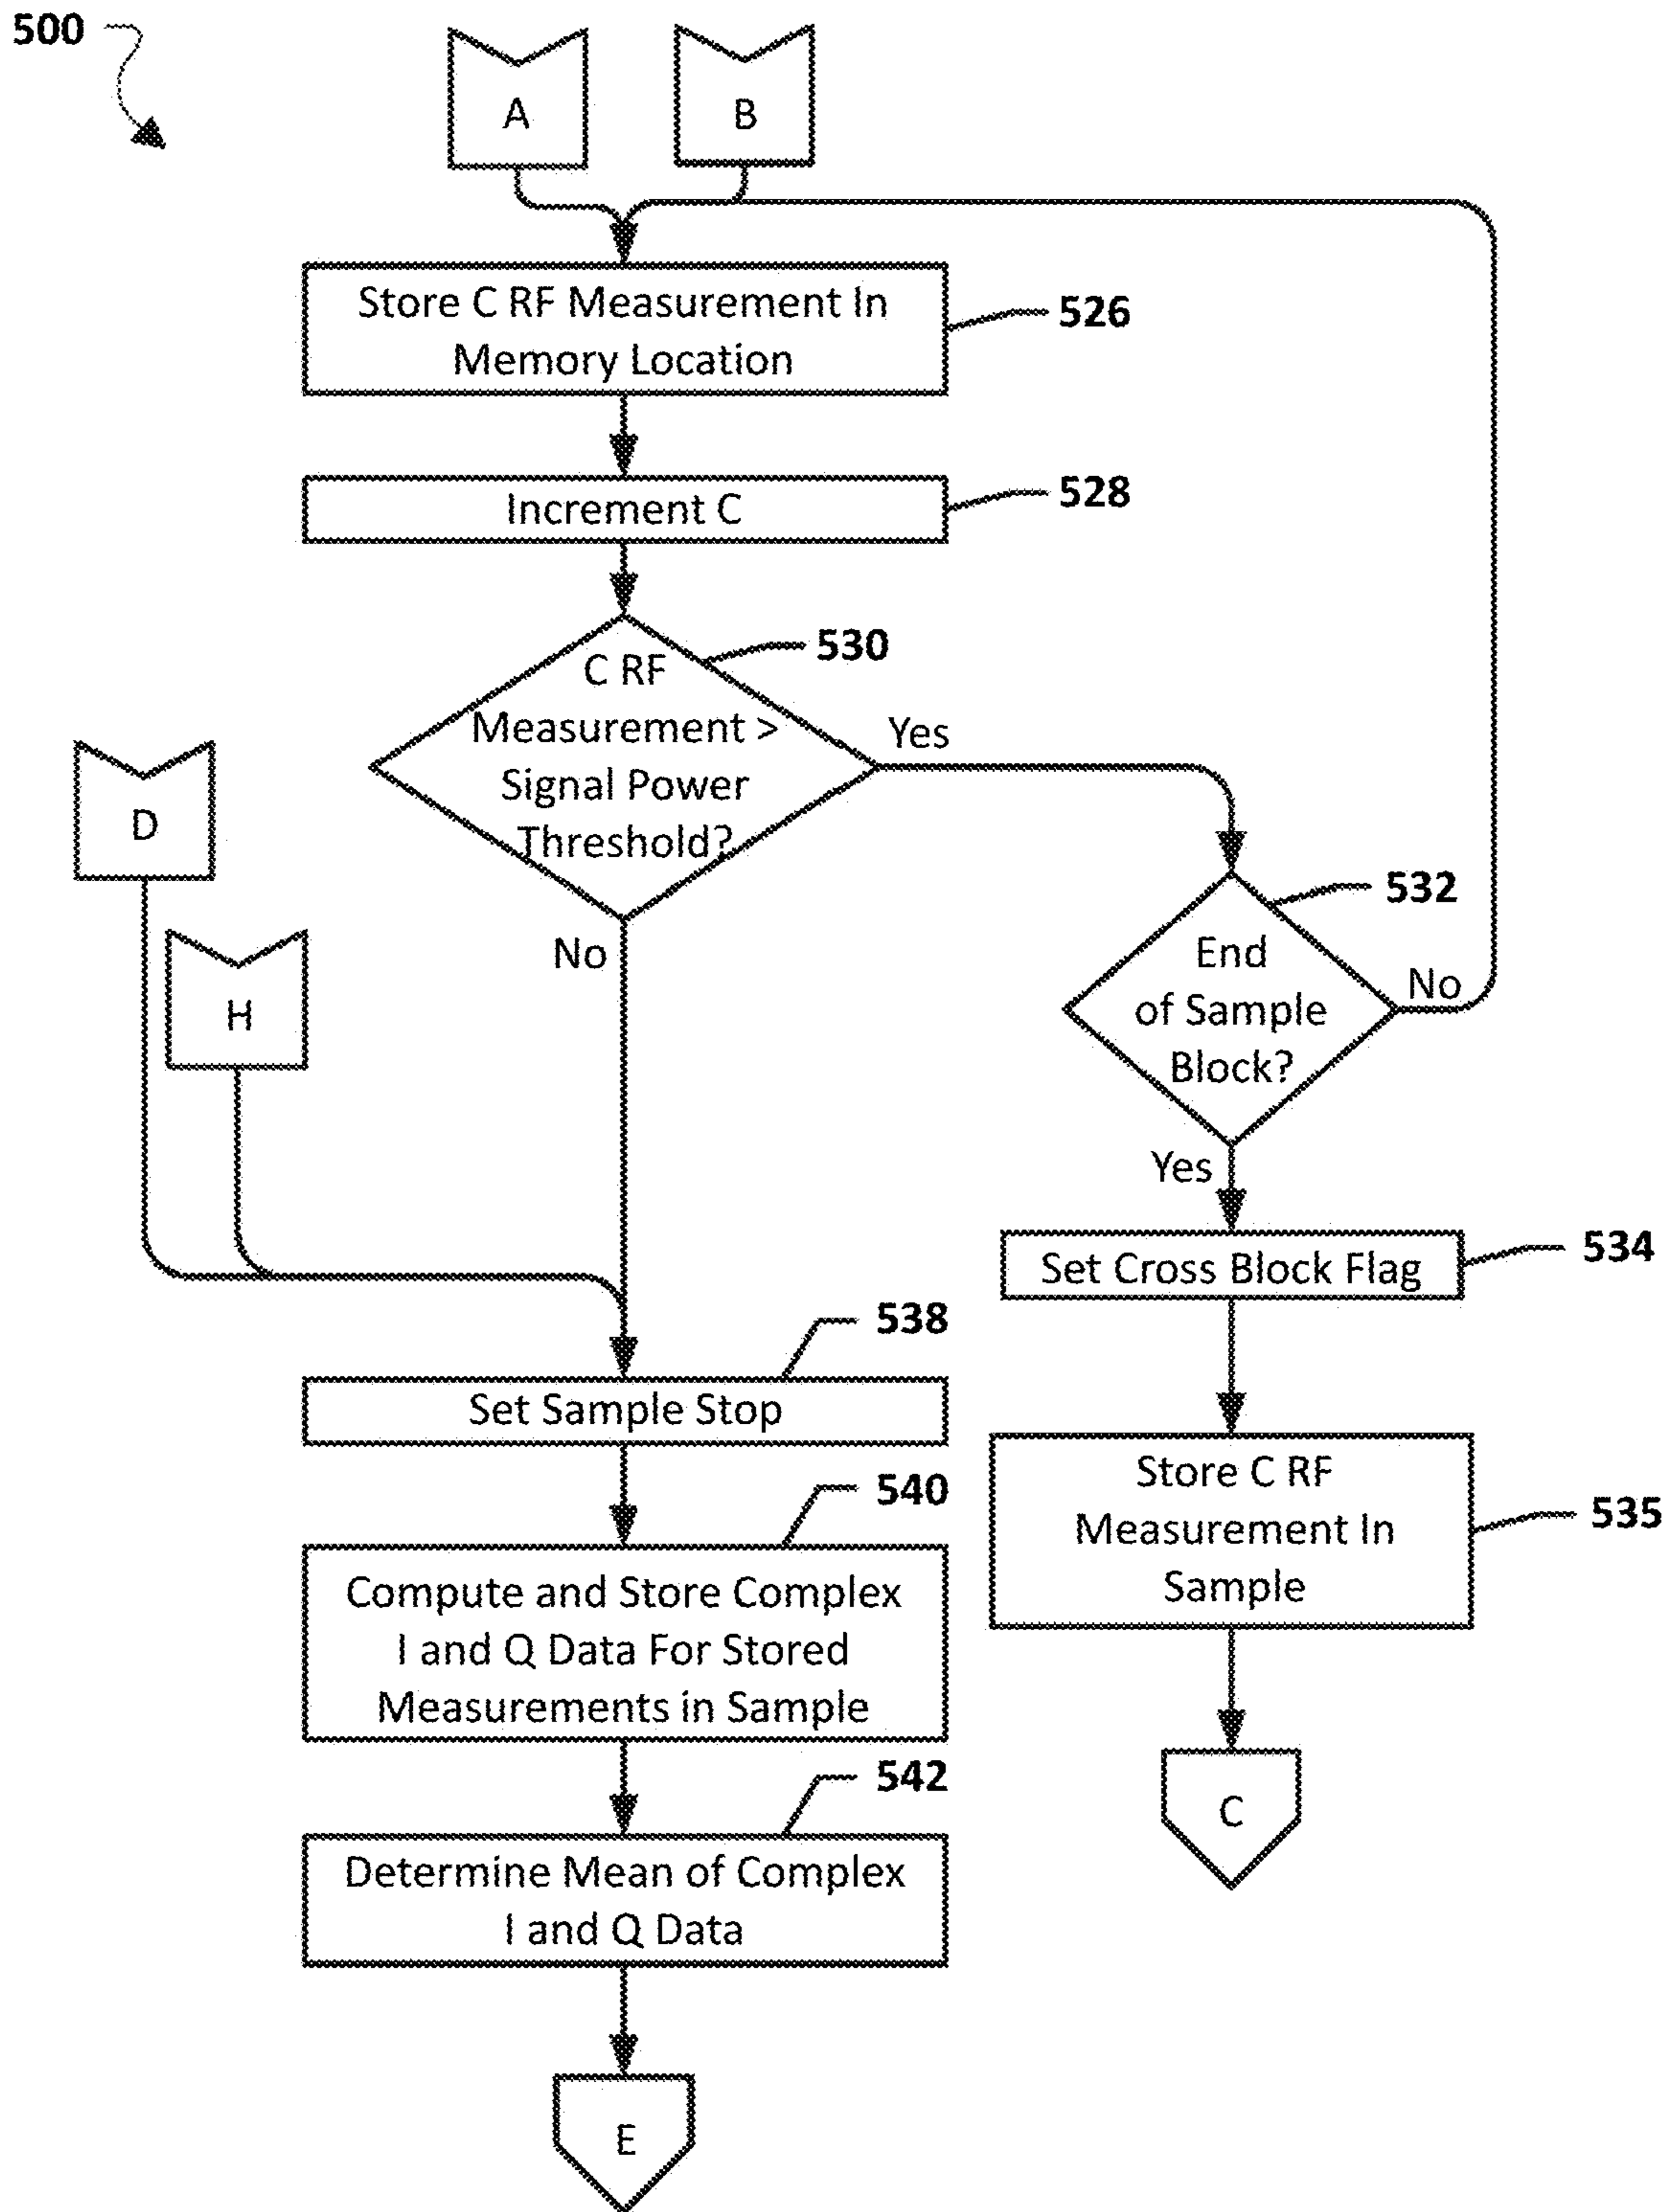 500
A
B
Store C RF Measurement In
Memory Location
526
Increment C
528
530
C RF
Measurement >
Signal Power
Threshold?
Yes
No
D
H
532
End
of Sample
Block?
No
Yes
Set Cross Block Flag
534
538
Set Sample Stop
Store C RF
Measurement In
Sample
535
540
Compute and Store Complex
I and Q Data For Stored
Measurements in Sample
C
542
Determine Mean of Complex
I and Q Data
E